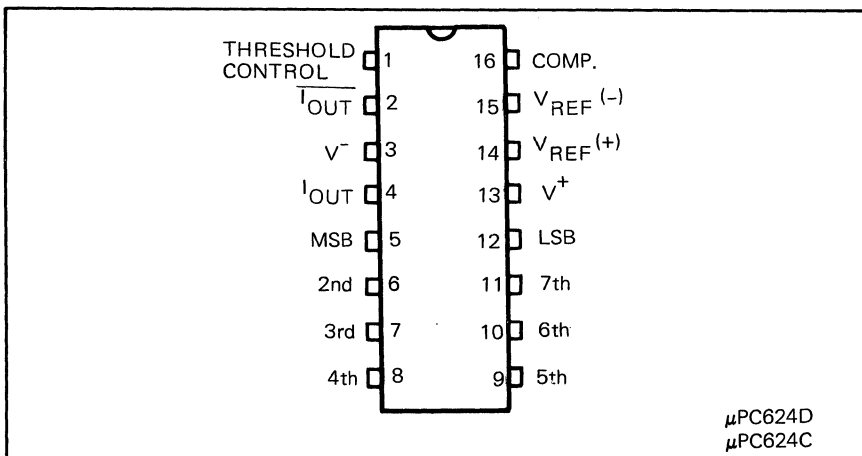 THRESHOLD
CONTROL 1
16 COMP.
I̅O̅U̅T̅ 2
15 VREF (-)
V- 3
14 VREF (+)
IOUT 4
13 V+
MSB 5
12 LSB
2nd 6
11 7th
3rd 7
10 6th
4th 8
9 5th
μPC624D
μPC624C